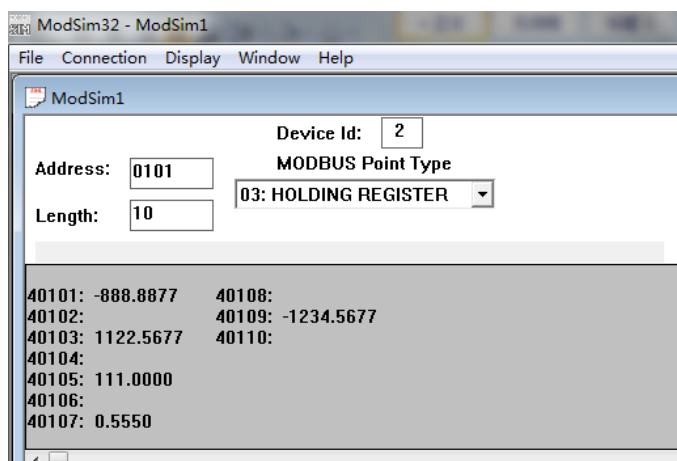 ModSim32 - ModSim1
File Connection Display Window Help
ModSim1
Device Id: 2
Address: 0101
MODBUS Point Type
03: HOLDING REGISTER
Length: 10
40101: -888.8877 40108:
40102: 40109: -1234.5677
40103: 1122.5677 40110:
40104:
40105: 111.0000
40106:
40107: 0.5550